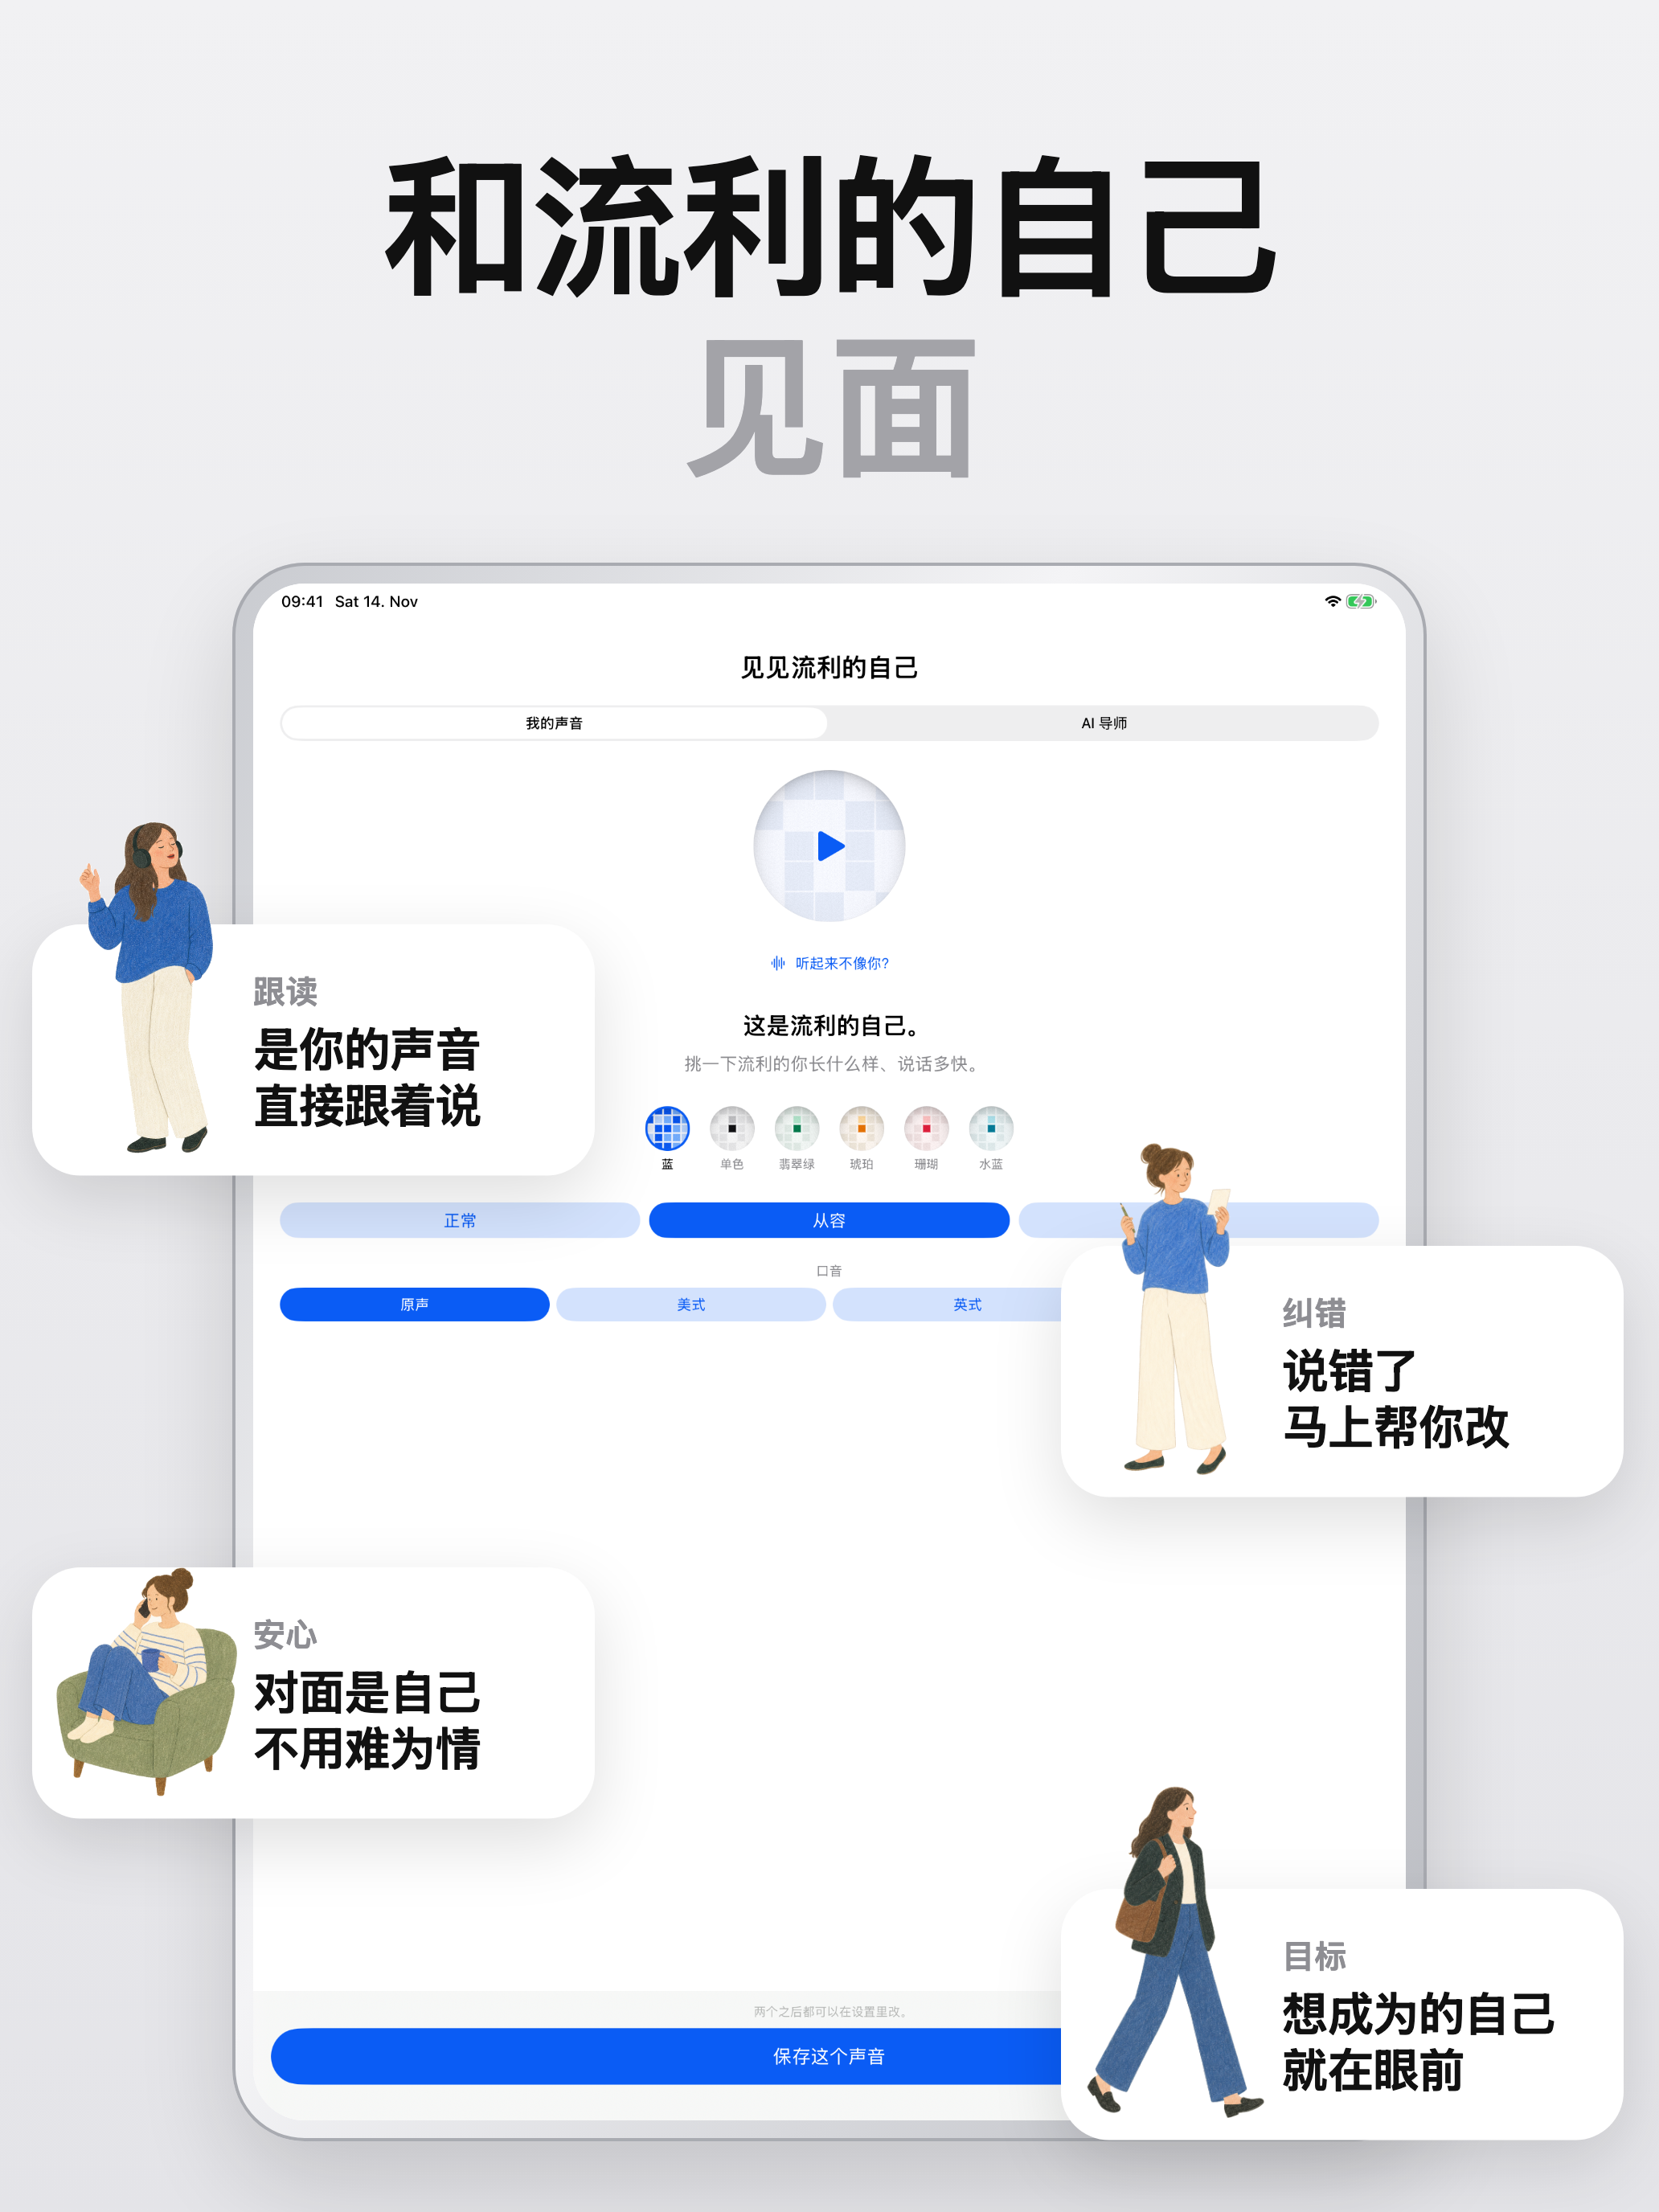 和流利的自己
见面
09:41 Sat 14. Nov
见见流利的自己
我的声音
AI 导师
听起来不像你?
这是流利的自己。
挑一下流利的你长什么样、说话多快。
蓝
单色
翡翠绿
琥珀
珊瑚
水蓝
正常
从容
口音
原声
美式
英式
跟读
是你的声音
直接跟着说
纠错
说错了
马上帮你改
安心
对面是自己
不用难为情
目标
想成为的自己
就在眼前
两个之后都可以在设置里改。
保存这个声音